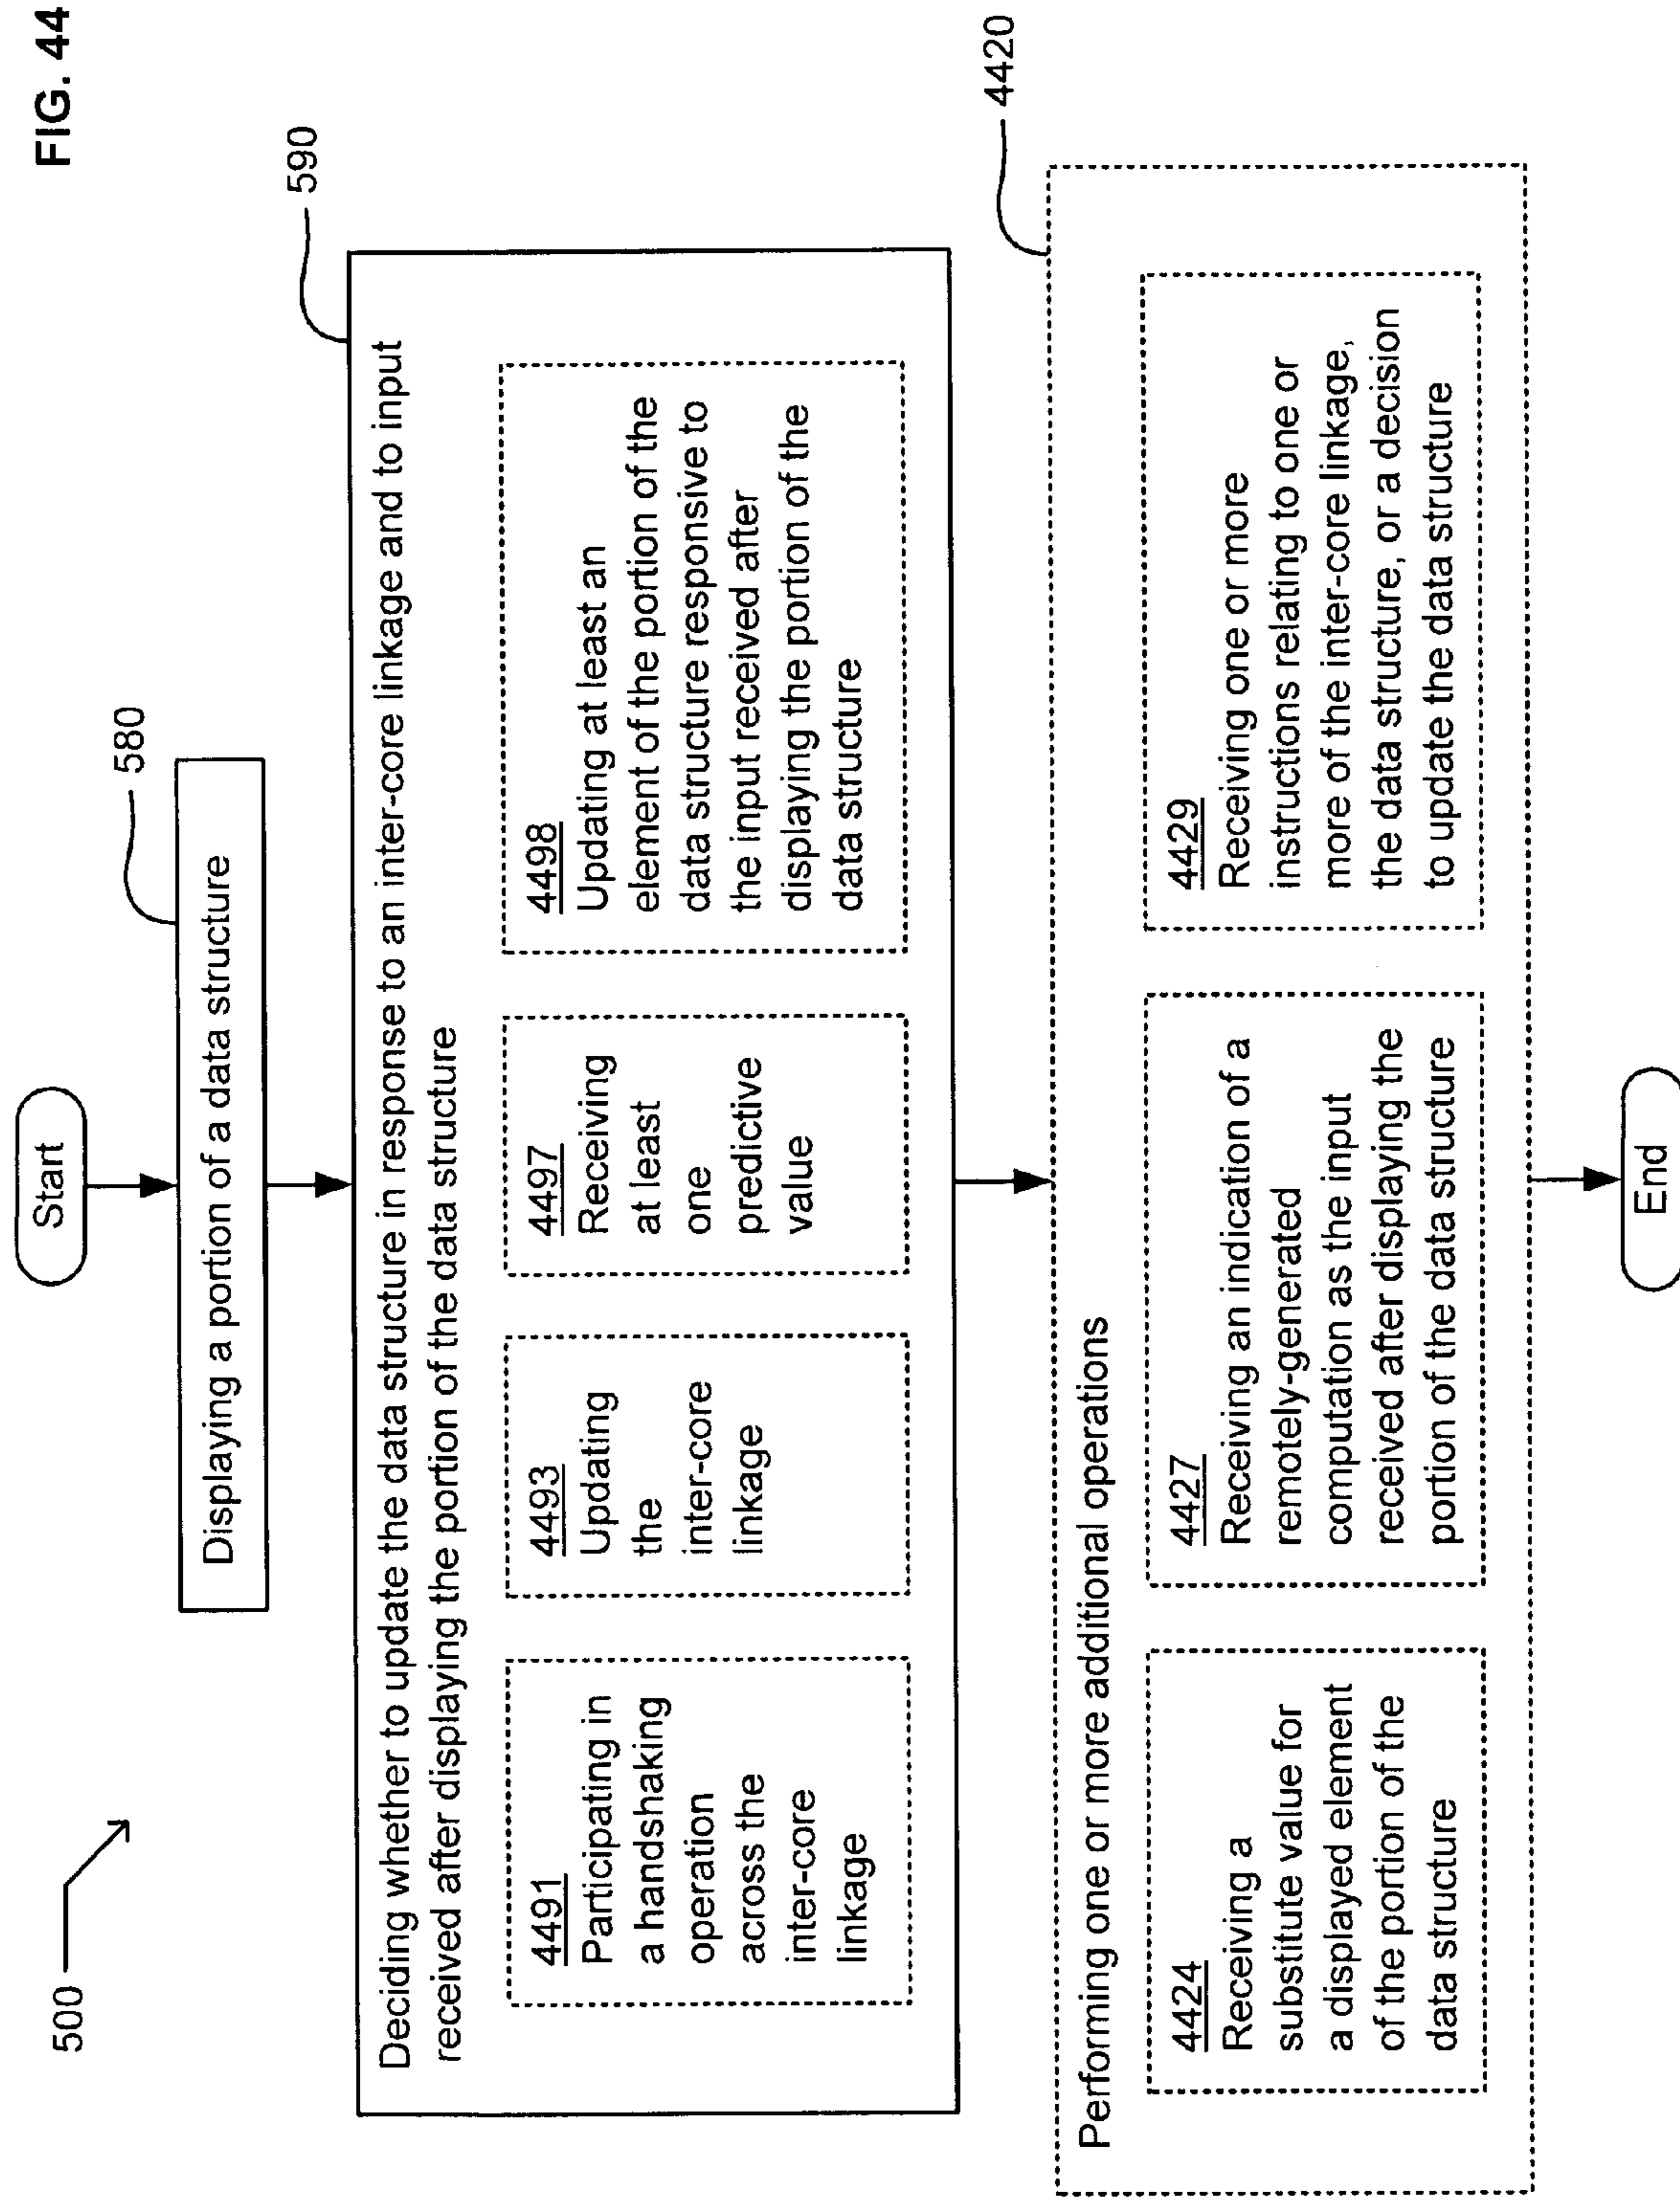 FIG. 44
500
Start
580
Displaying a portion of a data structure
590
Deciding whether to update the data structure in response to an inter-core linkage and to input
received after displaying the portion of the data structure
4491
Participating in
a handshaking
operation
across the
inter-core
linkage
4493
Updating
the
inter-core
linkage
4497
Receiving
at least
one
predictive
value
4498
Updating at least an
element of the portion of the
data structure responsive to
the input received after
displaying the portion of the
data structure
4420
Performing one or more additional operations
4424
Receiving a
substitute value for
a displayed element
of the portion of the
data structure
4427
Receiving an indication of a
remotely-generated
computation as the input
received after displaying the
portion of the data structure
4429
Receiving one or more
instructions relating to one or
more of the inter-core linkage,
the data structure, or a decision
to update the data structure
End